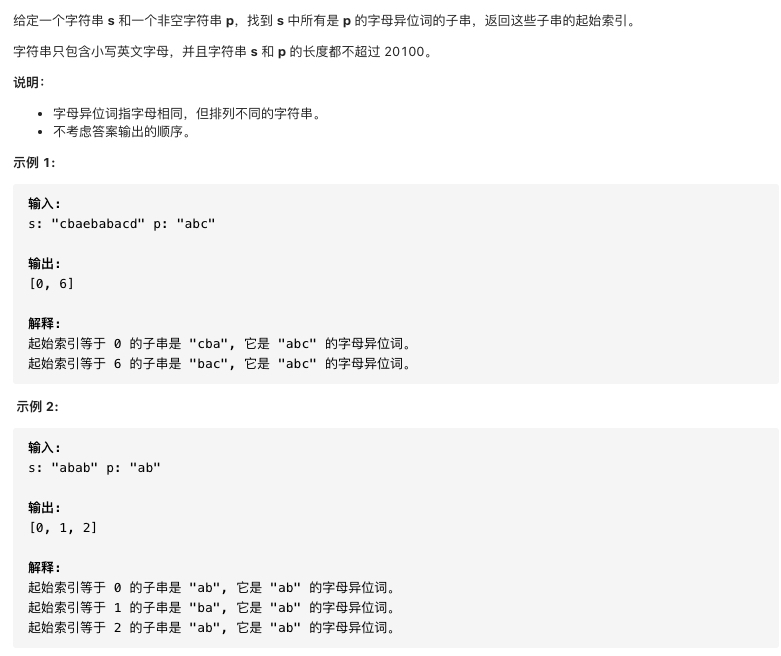 给定一个字符串 s 和一个非空字符串 p，找到 s 中所有是 p 的字母异位词的子串，返回这些子串的起始索引。
字符串只包含小写英文字母，并且字符串 s 和 p 的长度都不超过 20100。
说明：
• 字母异位词指字母相同，但排列不同的字符串。
• 不考虑答案输出的顺序。
示例 1:
输入:
s: "cbaebabacd" p: "abc"
输出:
[0, 6]
解释:
起始索引等于 0 的子串是 "cba", 它是 "abc" 的字母异位词。
起始索引等于 6 的子串是 "bac", 它是 "abc" 的字母异位词。
示例 2:
输入:
s: "abab" p: "ab"
输出:
[0, 1, 2]
解释:
起始索引等于 0 的子串是 "ab", 它是 "ab" 的字母异位词。
起始索引等于 1 的子串是 "ba", 它是 "ab" 的字母异位词。
起始索引等于 2 的子串是 "ab", 它是 "ab" 的字母异位词。